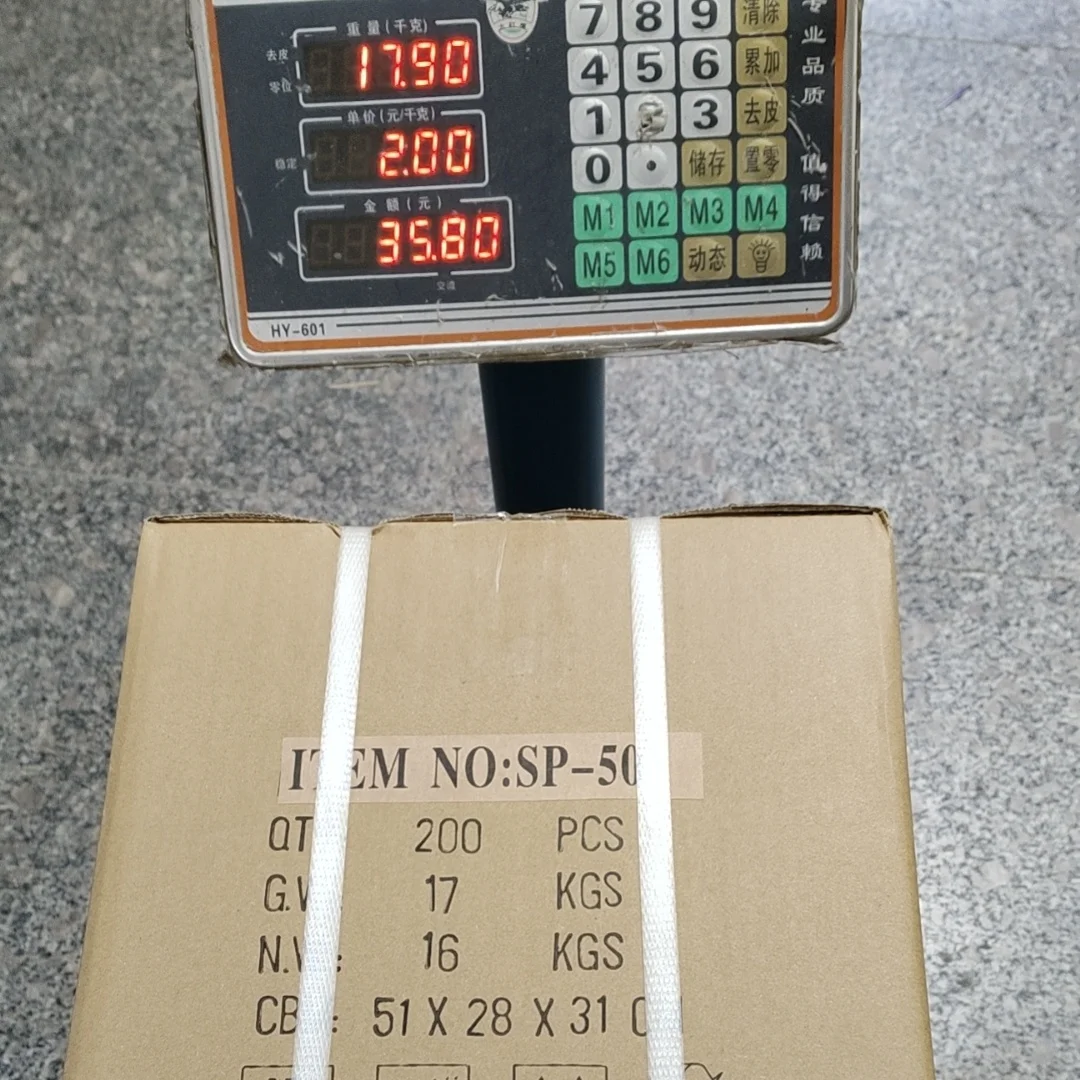 重量(千克)
去皮
零位
17.90
单价(元/千克)
稳定
2.00
金额(元)
35.80
交流
HY-601
7 8 9 清除
4 5 6 累加
1 3 去皮
0 . 储存 置零
M1 M2 M3 M4
M5 M6 动态
专业品质 值得信赖
ITEM NO:SP-50
QT 200 PCS
G.W 17 KGS
N.W: 16 KGS
CB : 51 X 28 X 31 C